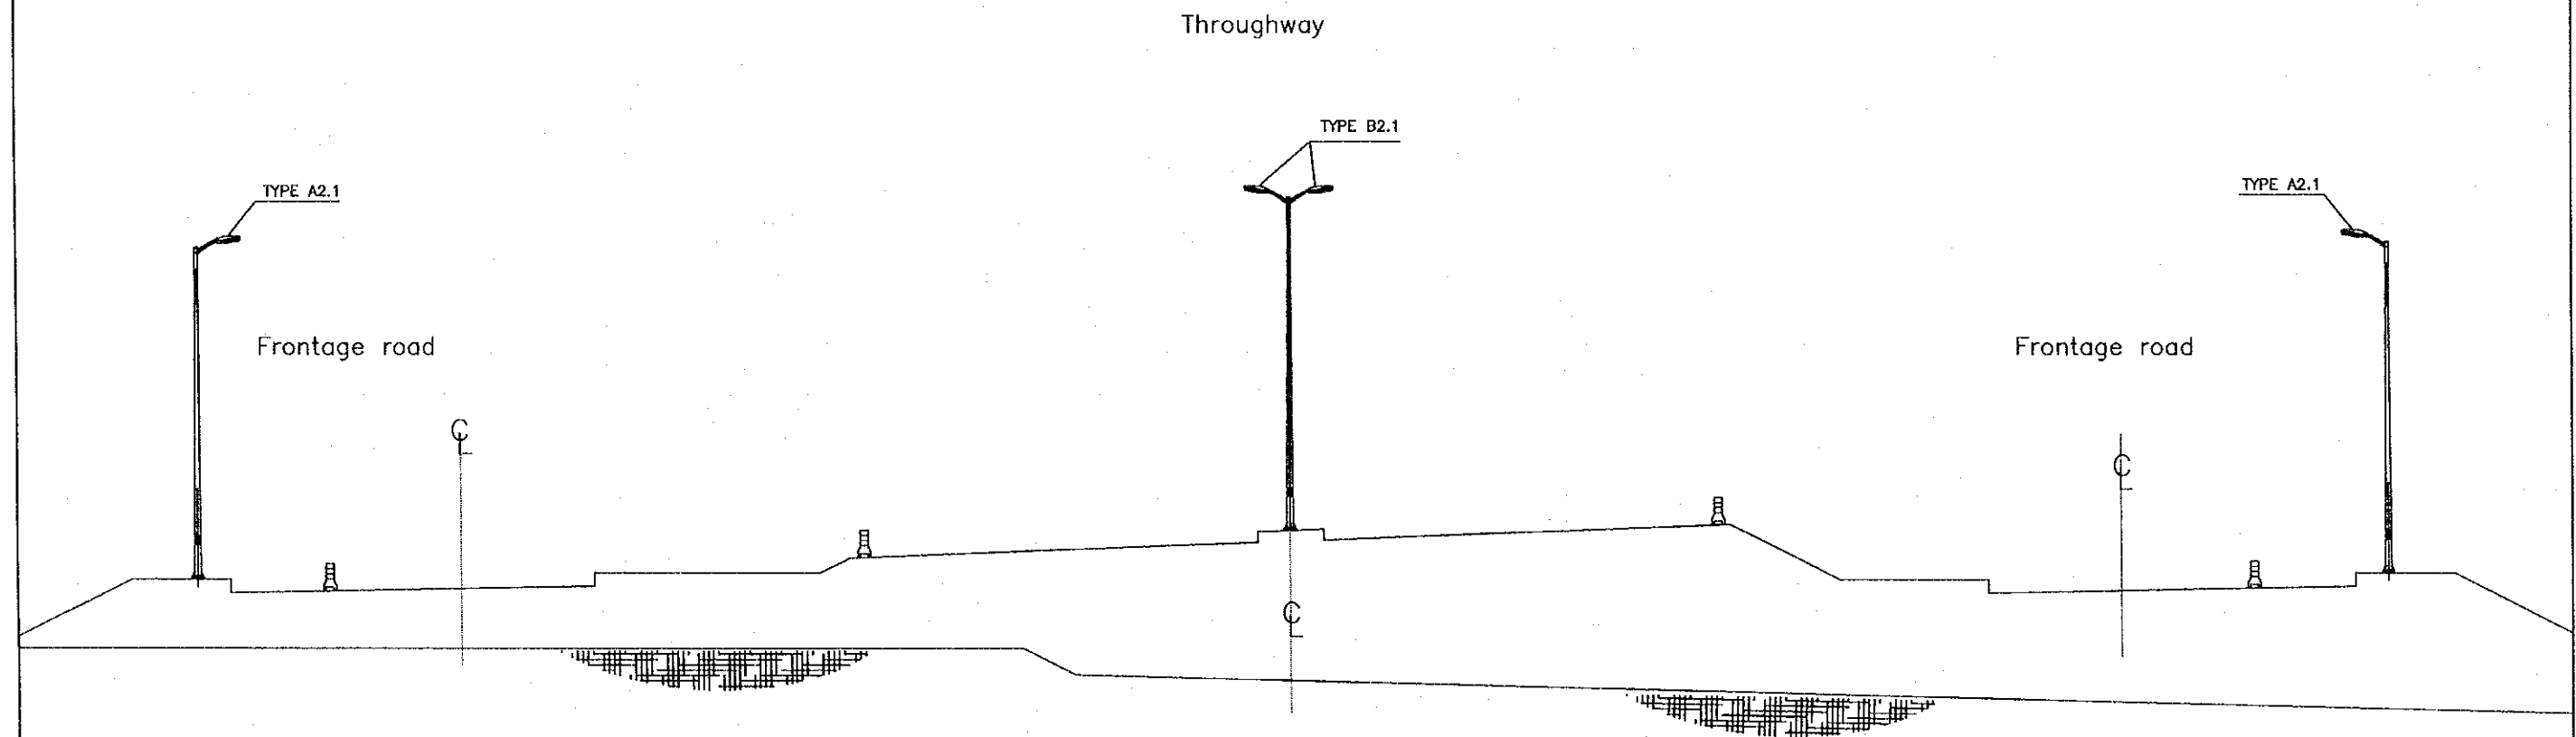 Throughway
TYPE B2.1
TYPE A2.1
TYPE A2.1
Frontage road
Frontage road
℄
℄
℄